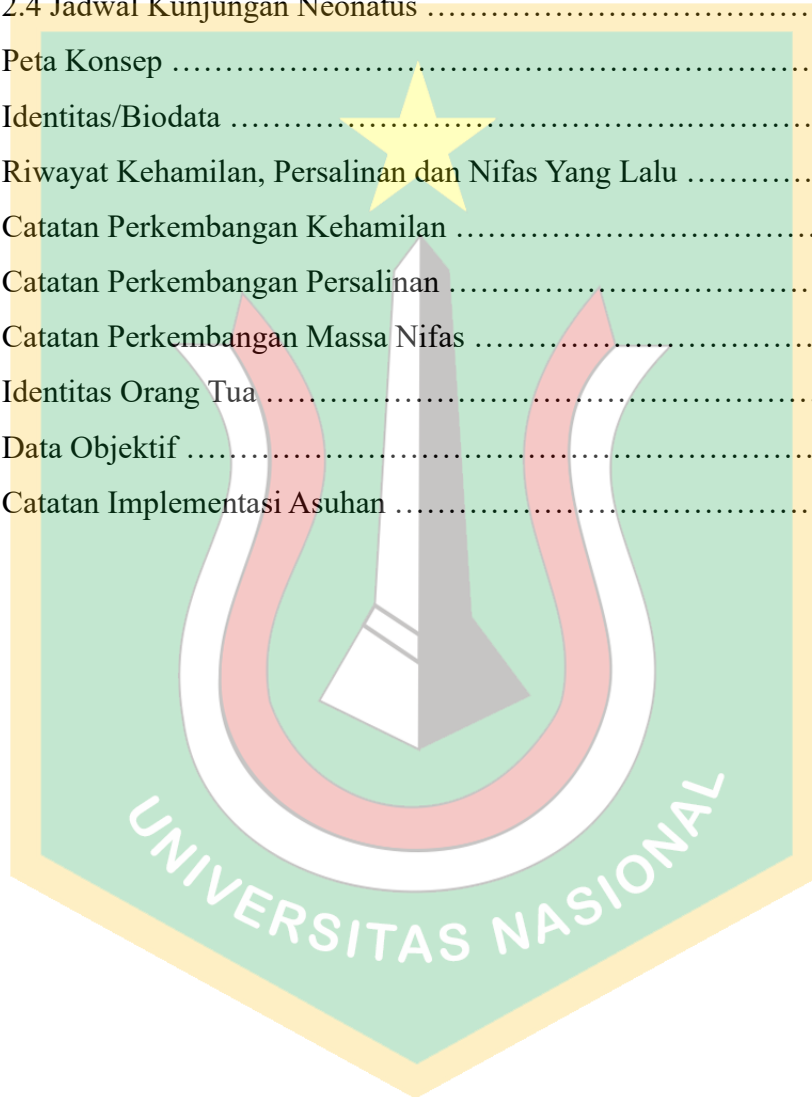 2.4 Jadwal Kunjungan Neonatus ……………………………………
Peta Konsep ……………………………………………………………
Identitas/Biodata ………………………………………………………
Riwayat Kehamilan, Persalinan dan Nifas Yang Lalu …………
Catatan Perkembangan Kehamilan …………………………………
Catatan Perkembangan Persalinan …………………………………
Catatan Perkembangan Massa Nifas ………………………………
Identitas Orang Tua ……………………………………………………
Data Objektif ……………………………………………………………
Catatan Implementasi Asuhan ………………………………………
UNIVERSITAS NASIONAL